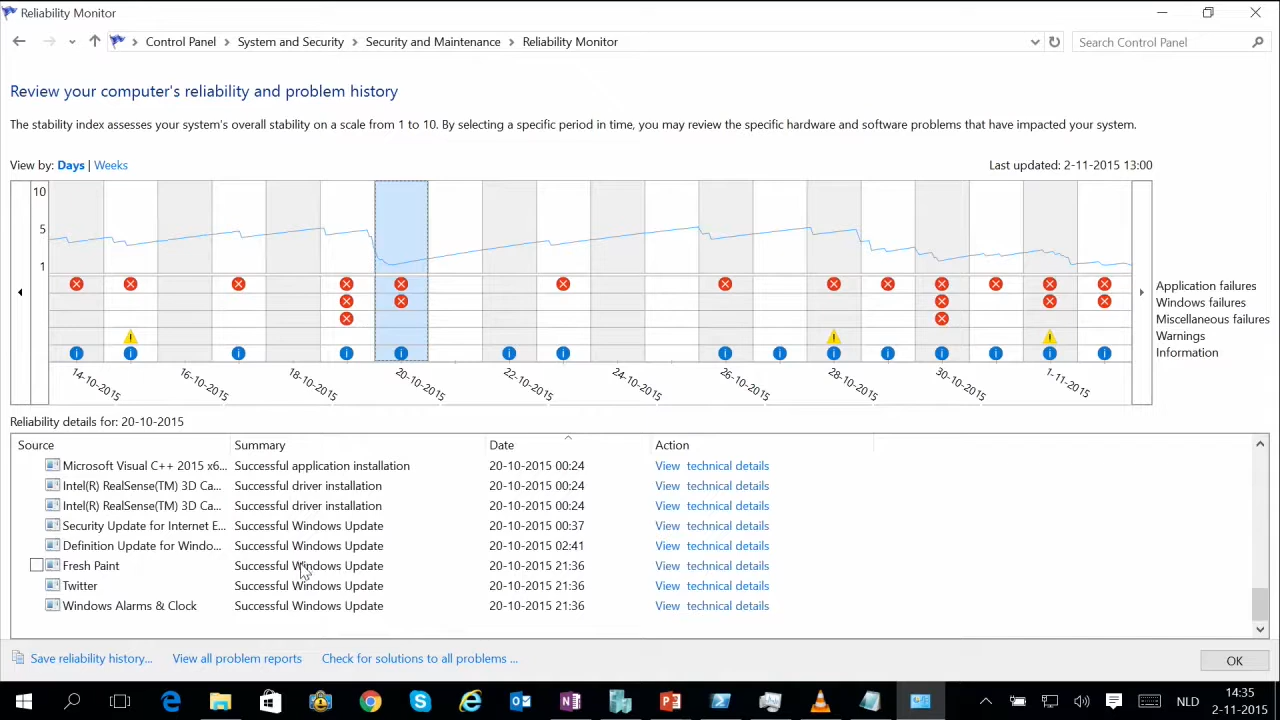 Reliability Monitor
Control Panel > System and Security > Security and Maintenance > Reliability Monitor
Search Control Panel
Review your computer's reliability and problem history
The stability index assesses your system's overall stability on a scale from 1 to 10. By selecting a specific period in time, you may review the specific hardware and software problems that have impacted your system.
View by: Days | Weeks
Last updated: 2-11-2015 13:00
10
5
1
Application failures
Windows failures
Miscellaneous failures
Warnings
Information
14-10-2015
16-10-2015
18-10-2015
20-10-2015
22-10-2015
24-10-2015
26-10-2015
28-10-2015
30-10-2015
1-11-2015
Reliability details for: 20-10-2015
Source Summary Date Action
Microsoft Visual C++ 2015 x6... Successful application installation 20-10-2015 00:24 View technical details
Intel(R) RealSense(TM) 3D Ca... Successful driver installation 20-10-2015 00:24 View technical details
Intel(R) RealSense(TM) 3D Ca... Successful driver installation 20-10-2015 00:24 View technical details
Security Update for Internet E... Successful Windows Update 20-10-2015 00:37 View technical details
Definition Update for Windo... Successful Windows Update 20-10-2015 02:41 View technical details
Fresh Paint Successful Windows Update 20-10-2015 21:36 View technical details
Twitter Successful Windows Update 20-10-2015 21:36 View technical details
Windows Alarms & Clock Successful Windows Update 20-10-2015 21:36 View technical details
Save reliability history... View all problem reports Check for solutions to all problems ...
OK
NLD
14:35
2-11-2015